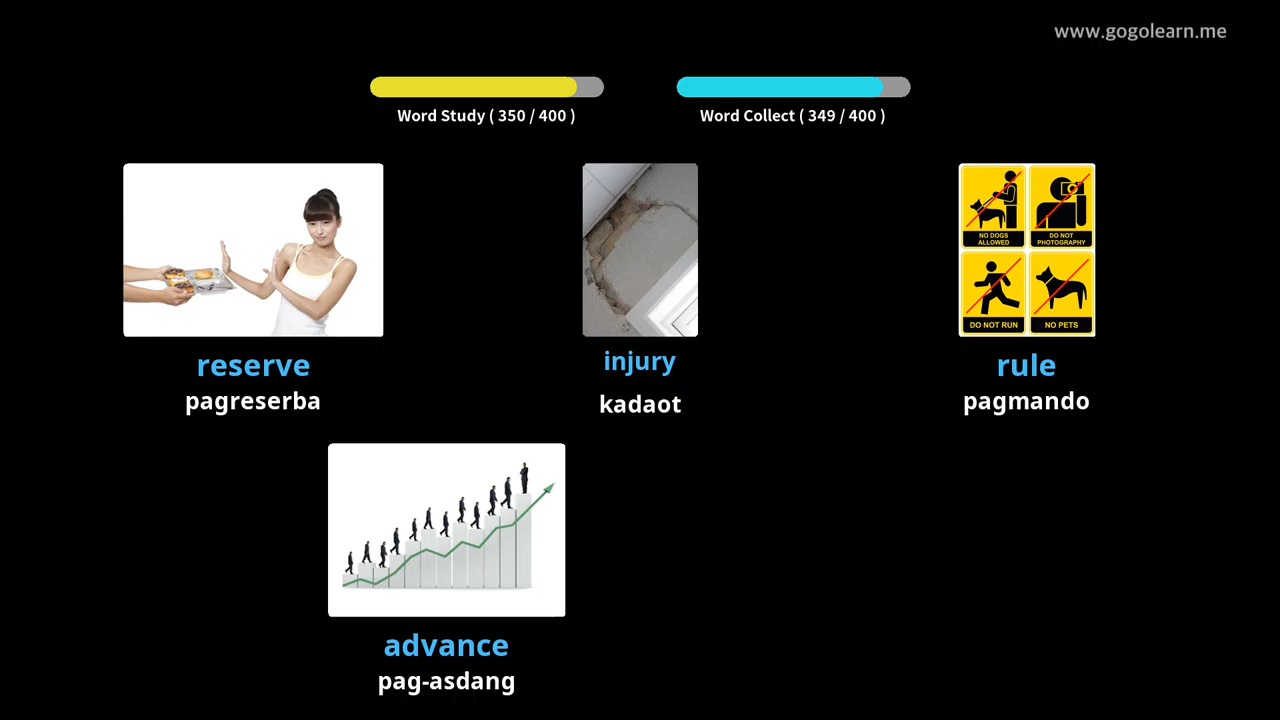 www.gogolearn.me
Word Study ( 350 / 400 )
Word Collect ( 349 / 400 )
NO DOGS
ALLOWED
DO NOT
PHOTOGRAPHY
DO NOT RUN
NO PETS
reserve
pagreserba
injury
kadaot
rule
pagmando
advance
pag-asdang